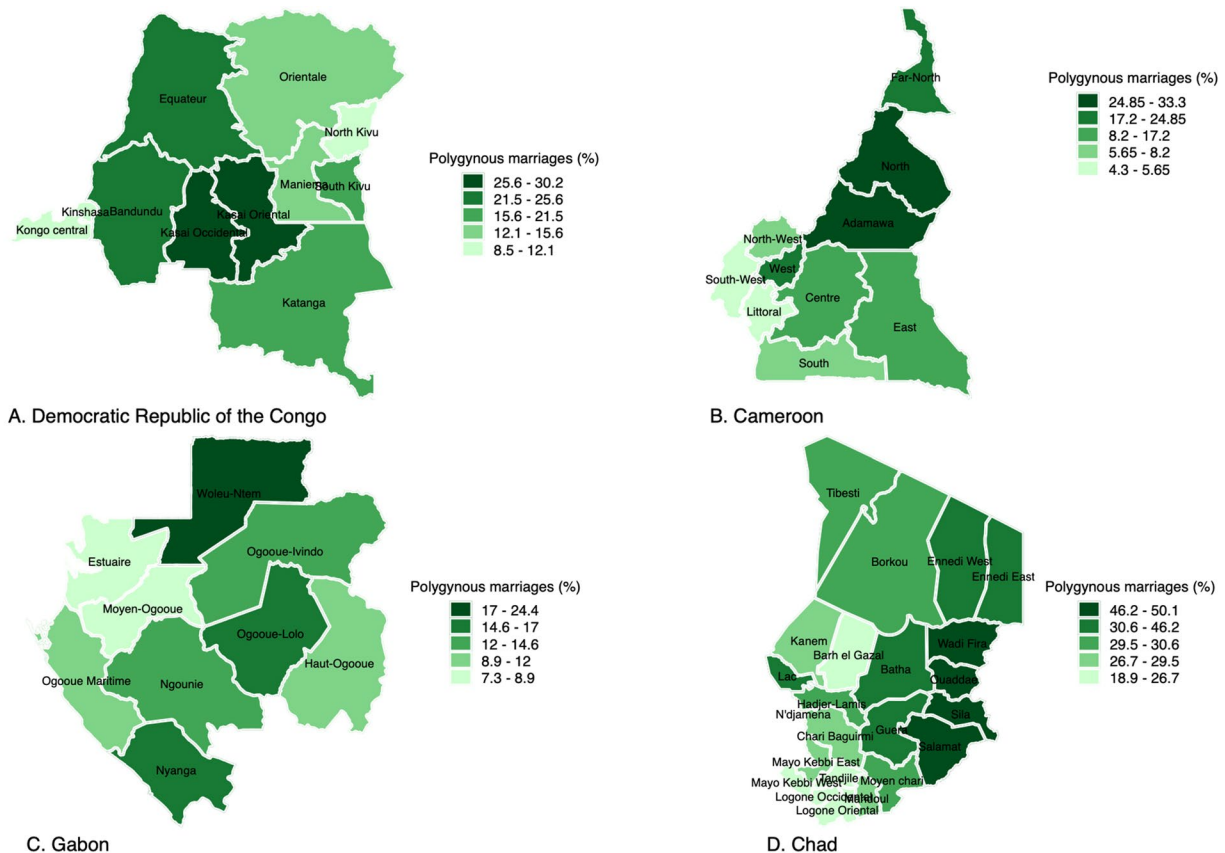 Equateur
Orientale
North Kivu
Maniema
South Kivu
Kinshasa
Bandundu
Kongo central
Kasai Oriental
Kasai Occidental
Katanga
Polygynous marriages (%)
25.6 - 30.2
21.5 - 25.6
15.6 - 21.5
12.1 - 15.6
8.5 - 12.1
A. Democratic Republic of the Congo
Far-North
North
Adamawa
North-West
West
South-West
Centre
Littoral
East
South
Polygynous marriages (%)
24.85 - 33.3
17.2 - 24.85
8.2 - 17.2
5.65 - 8.2
4.3 - 5.65
B. Cameroon
Woleu-Ntem
Estuaire
Ogooue-Ivindo
Moyen-Ogooue
Ogooue-Lolo
Haut-Ogooue
Ogooue Maritime
Ngounie
Nyanga
Polygynous marriages (%)
17 - 24.4
14.6 - 17
12 - 14.6
8.9 - 12
7.3 - 8.9
C. Gabon
Tibesti
Borkou
Ennedi West
Ennedi East
Kanem
Barh el Gazal
Batha
Wadi Fira
Lac
Ouaddae
Hadjer-Lamis
N'djamena
Sila
Chari Baguirmi
Guera
Salamat
Mayo Kebbi East
Mayo Kebbi West
Tandjile
Moyen chari
Logone Occidental
Mandoul
Logone Oriental
Polygynous marriages (%)
46.2 - 50.1
30.6 - 46.2
29.5 - 30.6
26.7 - 29.5
18.9 - 26.7
D. Chad